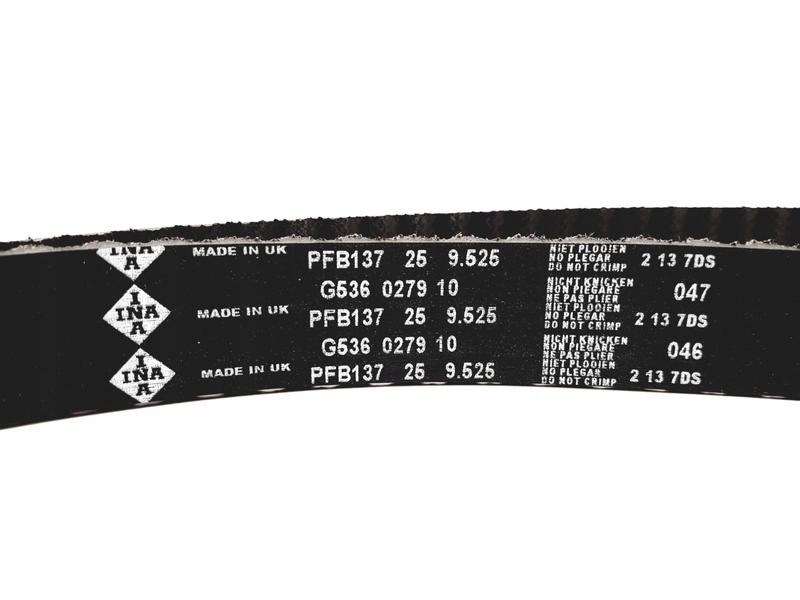 INA
A
MADE IN UK
PFB137 25 9.525
NIET PLOOIEN
NO PLEGAR
DO NOT CRIMP
2 13 7DS
I
INA
A
MADE IN UK
G536 0279 10
PFB137 25 9.525
NICHT KNICKEN
NON PIEGARE
NE PAS PLIER
NIET PLOOIEN
NO PLEGAR
DO NOT CRIMP
047
2 13 7DS
I
INA
A
MADE IN UK
G536 0279 10
PFB137 25 9.525
NICHT KNICKEN
NON PIEGARE
NE PAS PLIER
NIET PLOOIEN
NO PLEGAR
DO NOT CRIMP
046
2 13 7DS